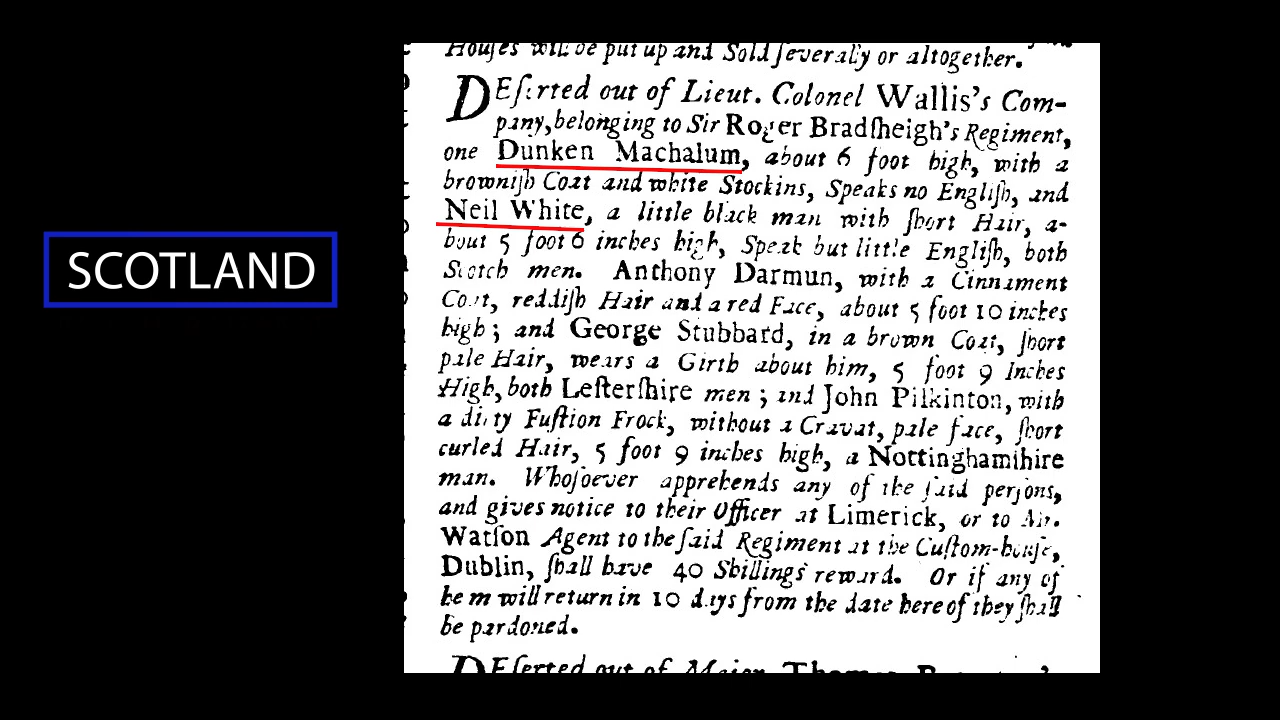 SCOTLAND
Houſes will be put up and Sold ſeverally or altogether.
DEſerted out of Lieut. Colonel Wallis's Com-
pany, belonging to Sir Roger Bradſheigh's Regiment,
one Dunken Machalum, about 6 foot high, with a
browniſh Coat and white Stockins, Speaks no Engliſh, and
Neil White, a little black man with ſhort Hair, a-
bout 5 foot 6 inches high, Speak but little Engliſh, both
Scotch men. Anthony Darmun, with a Cinnament
Coat, reddiſh Hair and a red Face, about 5 foot 10 inches
high; and George Stubbard, in a brown Coat, ſhort
pale Hair, wears a Girth about him, 5 foot 9 Inches
High, both Leſterſhire men; and John Pilkinton, with
a dirty Fuſtion Frock, without a Cravat, pale face, ſhort
curled Hair, 5 foot 9 inches high, a Nottinghamſhire
man. Whoſoever apprehends any of the ſaid perſons,
and gives notice to their Officer at Limerick, or to
Watſon Agent to the ſaid Regiment at the Cuſtom-houſe,
Dublin, ſhall have 40 Shillings reward. Or if any of
hem will return in 10 days from the date hereof they ſhall
be pardoned.
DEſerted out of Major